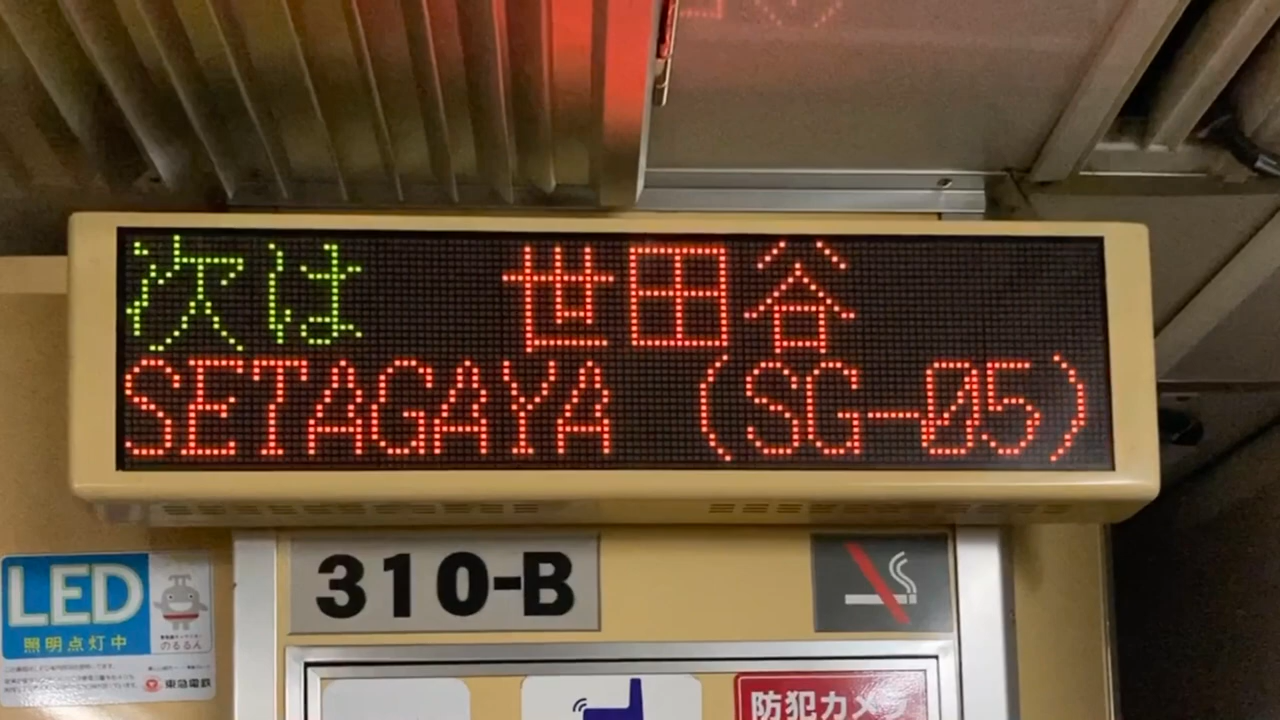 次は 世田谷
SETAGAYA (SG-05)
310-B
LED
照明点灯中
のるるん
東急電鉄
防犯カメラ